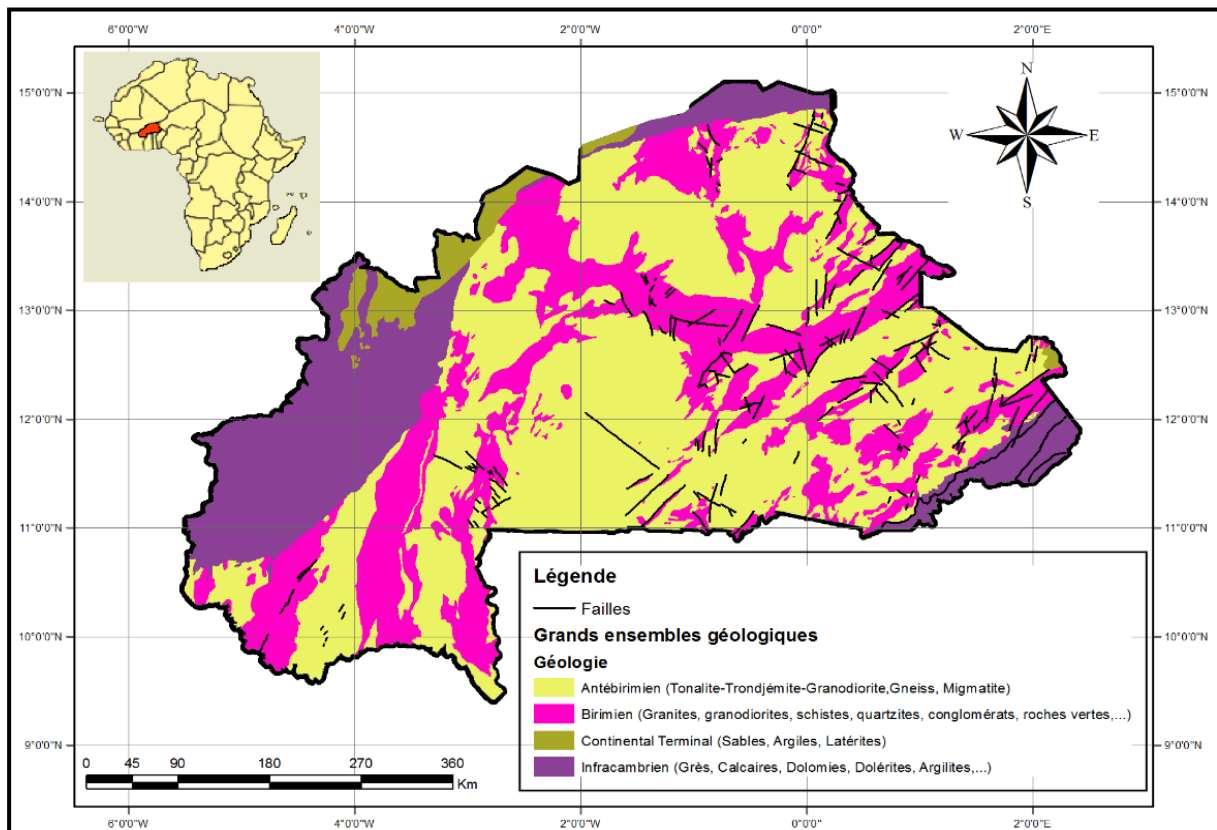 6°0'0"W 4°0'0"W 2°0'0"W 0°0'0" 2°0'0"E
15°0'0"N 15°0'0"N
N
W E
S
14°0'0"N 14°0'0"N
13°0'0"N 13°0'0"N
12°0'0"N 12°0'0"N
11°0'0"N 11°0'0"N
10°0'0"N 10°0'0"N
9°0'0"N 9°0'0"N
Légende
Failles
Grands ensembles géologiques
Géologie
Antébirimien (Tonalite-Trondjémite-Granodiorite,Gneiss, Migmatite)
Birimien (Granites, granodiorites, schistes, quartzites, conglomérats, roches vertes,...)
Continental Terminal (Sables, Argiles, Latérites)
Infracambrien (Grès, Calcaires, Dolomies, Dolérites, Argilites,...)
0 45 90 180 270 360
Km
6°0'0"W 4°0'0"W 2°0'0"W 0°0'0" 2°0'0"E